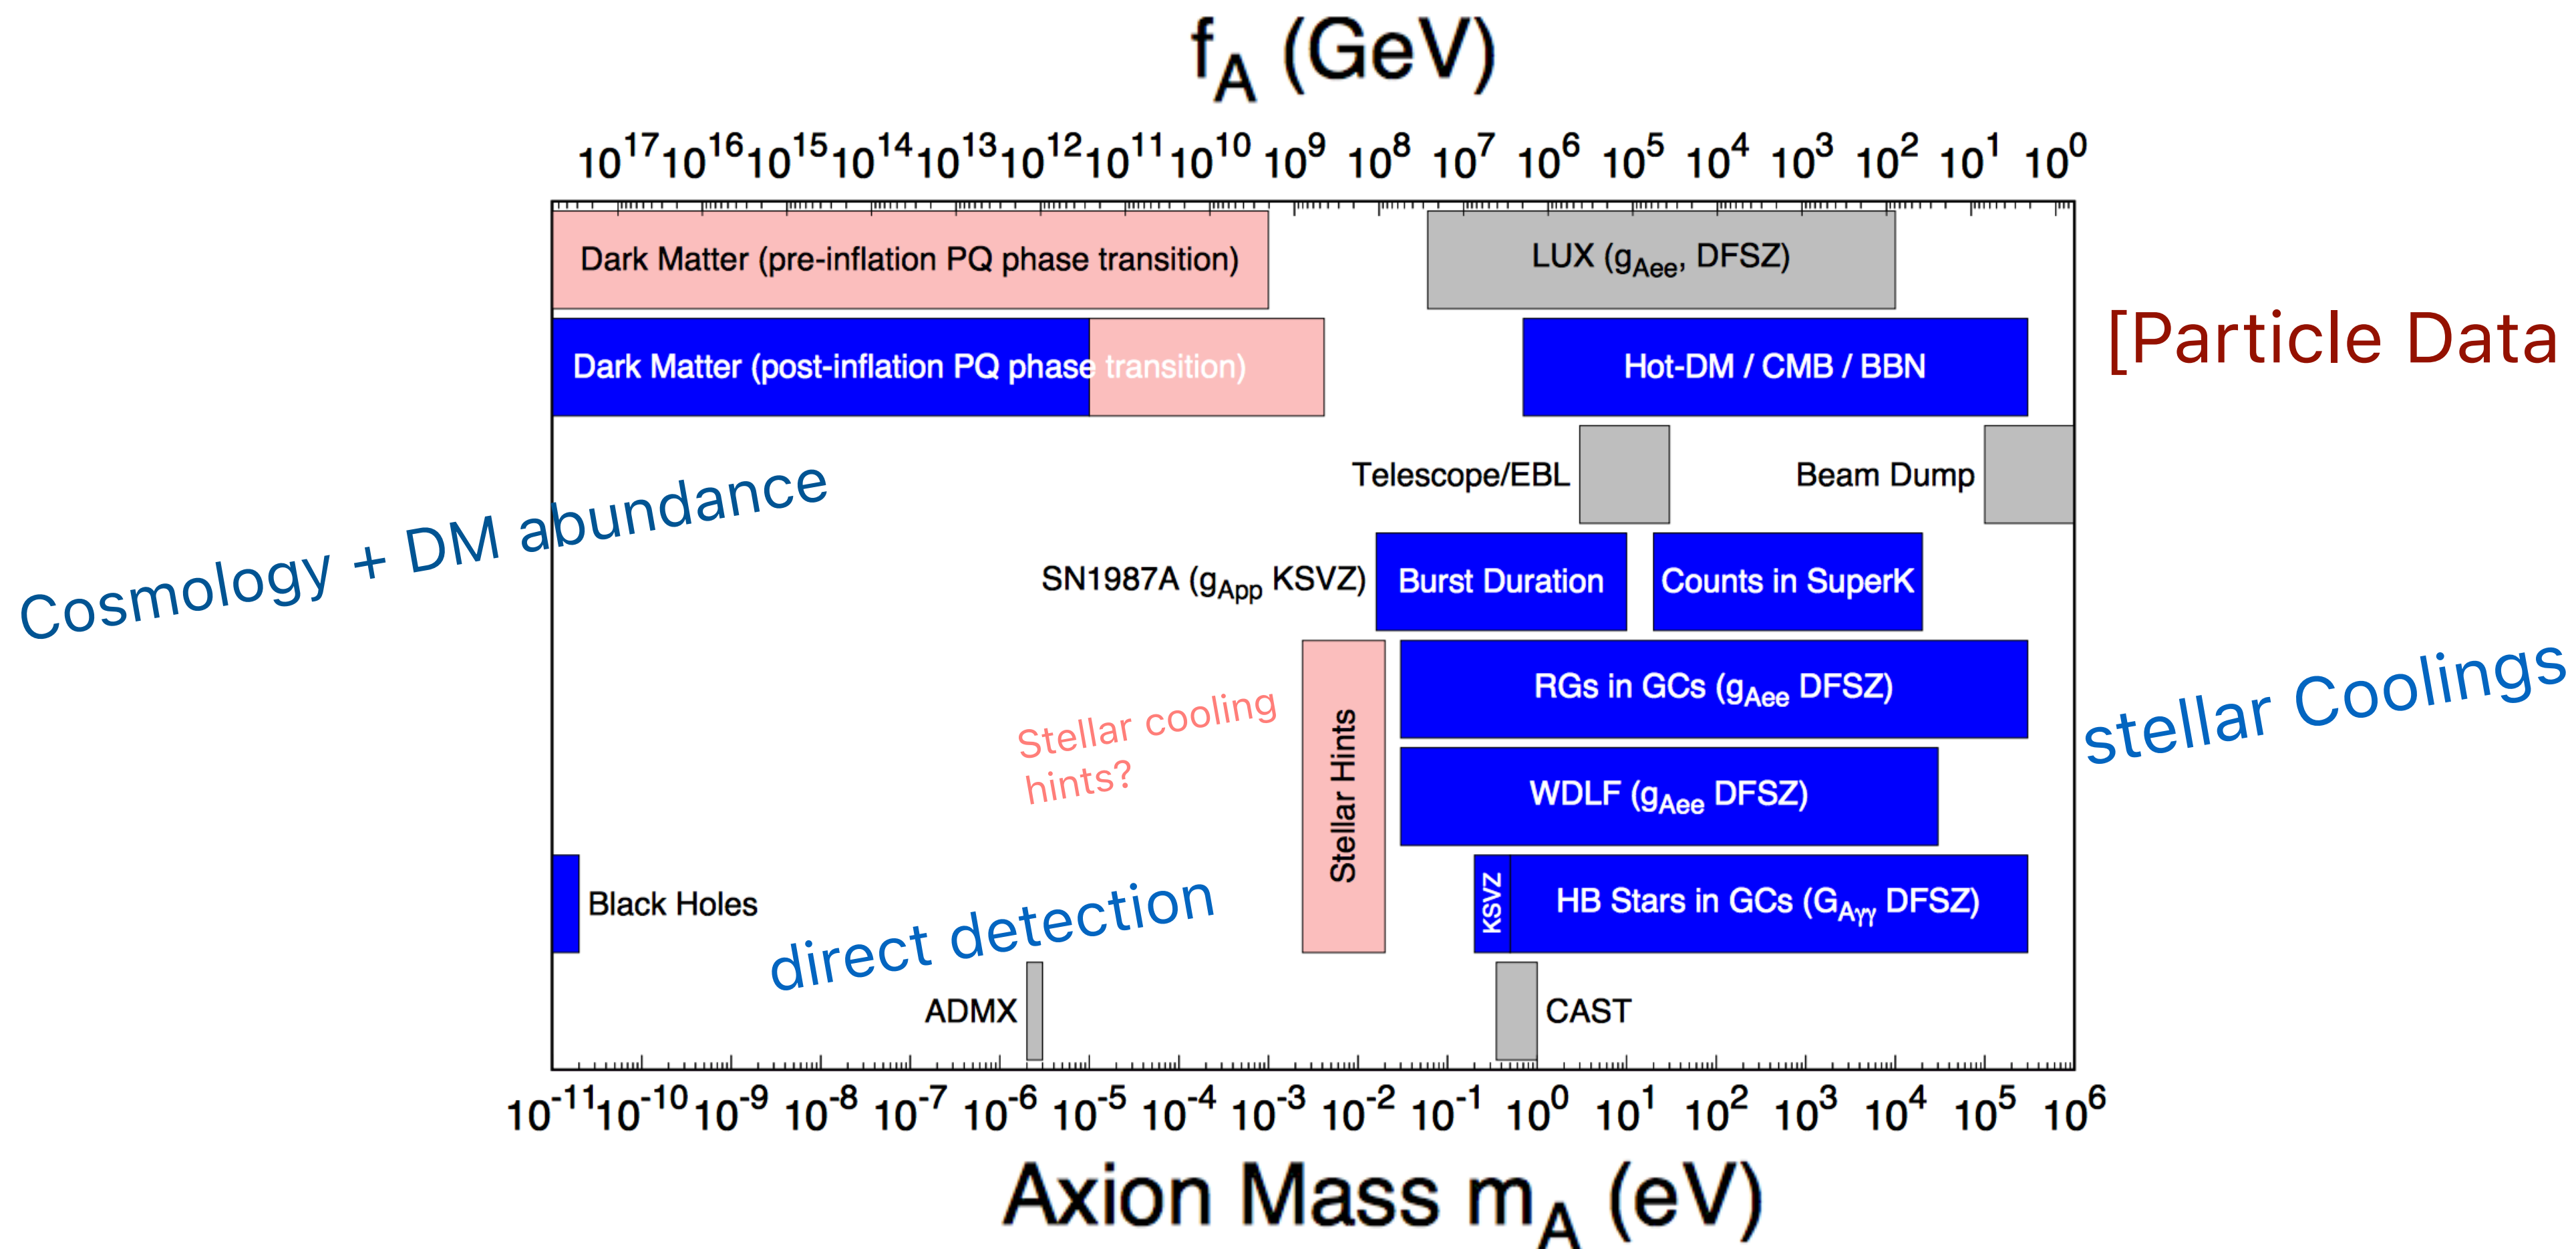 f_A (GeV)
10^17 10^16 10^15 10^14 10^13 10^12 10^11 10^10 10^9 10^8 10^7 10^6 10^5 10^4 10^3 10^2 10^1 10^0
Dark Matter (pre-inflation PQ phase transition)
LUX (g_Aee, DFSZ)
[Particle Data
Dark Matter (post-inflation PQ phase transition)
Hot-DM / CMB / BBN
Telescope/EBL
Beam Dump
Cosmology + DM abundance
SN1987A (g_App KSVZ)
Burst Duration
Counts in SuperK
RGs in GCs (g_Aee DFSZ)
stellar Coolings
Stellar cooling
hints?
Stellar Hints
WDLF (g_Aee DFSZ)
Black Holes
KSVZ
HB Stars in GCs (G_Aγγ DFSZ)
direct detection
ADMX
CAST
10^-11 10^-10 10^-9 10^-8 10^-7 10^-6 10^-5 10^-4 10^-3 10^-2 10^-1 10^0 10^1 10^2 10^3 10^4 10^5 10^6
Axion Mass m_A (eV)